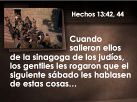 Hechos 13:42, 44
Cuando
salieron ellos
de la sinagoga de los judíos,
los gentiles les rogaron que el
siguiente sábado les hablasen
de estas cosas…